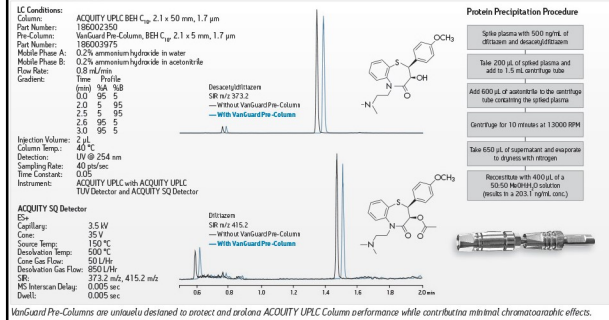 LC Conditions:
Column: ACQUITY UPLC BEH C18, 2.1 x 50 mm, 1.7 µm
Part Number: 186002350
Pre-Column: VanGuard Pre-Column, BEH C18, 2.1 x 5 mm, 1.7 µm
Part Number: 186003975
Mobile Phase A: 0.2% ammonium hydroxide in water
Mobile Phase B: 0.2% ammonium hydroxide in acetonitrile
Flow Rate: 0.8 mL/min
Gradient: Time Profile
(min) %A %B
0.0 95 5
2.0 5 95
2.5 5 95
2.6 95 5
3.0 95 5
Injection Volume: 2 µL
Column Temp.: 40 °C
Detection: UV @ 254 nm
Sampling Rate: 40 pts/sec
Time Constant: 0.05
Instrument: ACQUITY UPLC with ACQUITY UPLC
TUV Detector and ACQUITY SQ Detector
ACQUITY SQ Detector
ES+
Capillary: 3.5 kV
Cone: 35 V
Source Temp: 150 °C
Desolvation Temp: 500 °C
Cone Gas Flow: 50 L/Hr
Desolvation Gas Flow: 850 L/Hr
SIR: 373.2 m/z, 415.2 m/z
MS Interscan Delay: 0.005 sec
Dwell: 0.005 sec
Desacetyldiltiazem
SIR m/z 373.2
—Without VanGuard Pre-Column
—With VanGuard Pre-Column
OCH3
S
OH
N
O
—N
Diltiazem
SIR m/z 415.2
—Without VanGuard Pre-Column
—With VanGuard Pre-Column
OCH3
S
O
N
O
O
—N
0.6 0.8 1.0 1.2 1.4 1.6 1.8 2.0 min
Protein Precipitation Procedure
Spike plasma with 500 ng/mL of
diltiazem and desacetyldiltiazem
Take 200 µL of spiked plasma and
add to 1.5 mL centrifuge tube
Add 600 µL of acetonitrile to the centrifuge
tube containing the spiked plasma
Centrifuge for 10 minutes at 13000 RPM
Take 650 µL of supernatant and evaporate
to dryness with nitrogen
Reconstitute with 400 µL of a
50:50 MeOH:H2O solution
(results in a 203.1 ng/mL conc.)
VanGuard Pre-Columns are uniquely designed to protect and prolong ACQUITY UPLC Column performance while contributing minimal chromatographic effects.